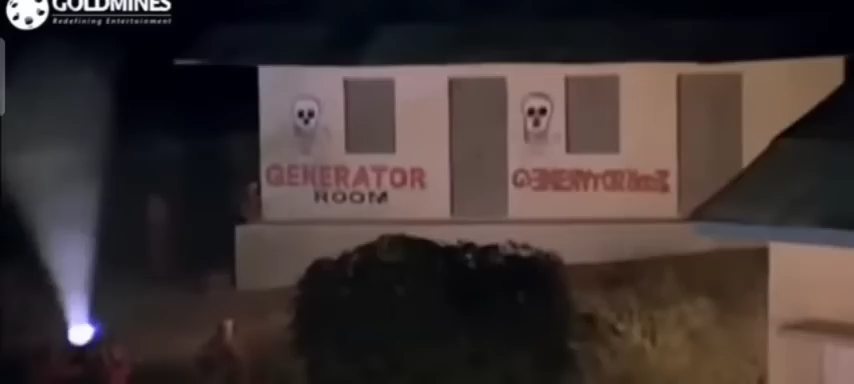 GOLDMINES
Redefining Entertainment
GENERATOR
ROOM